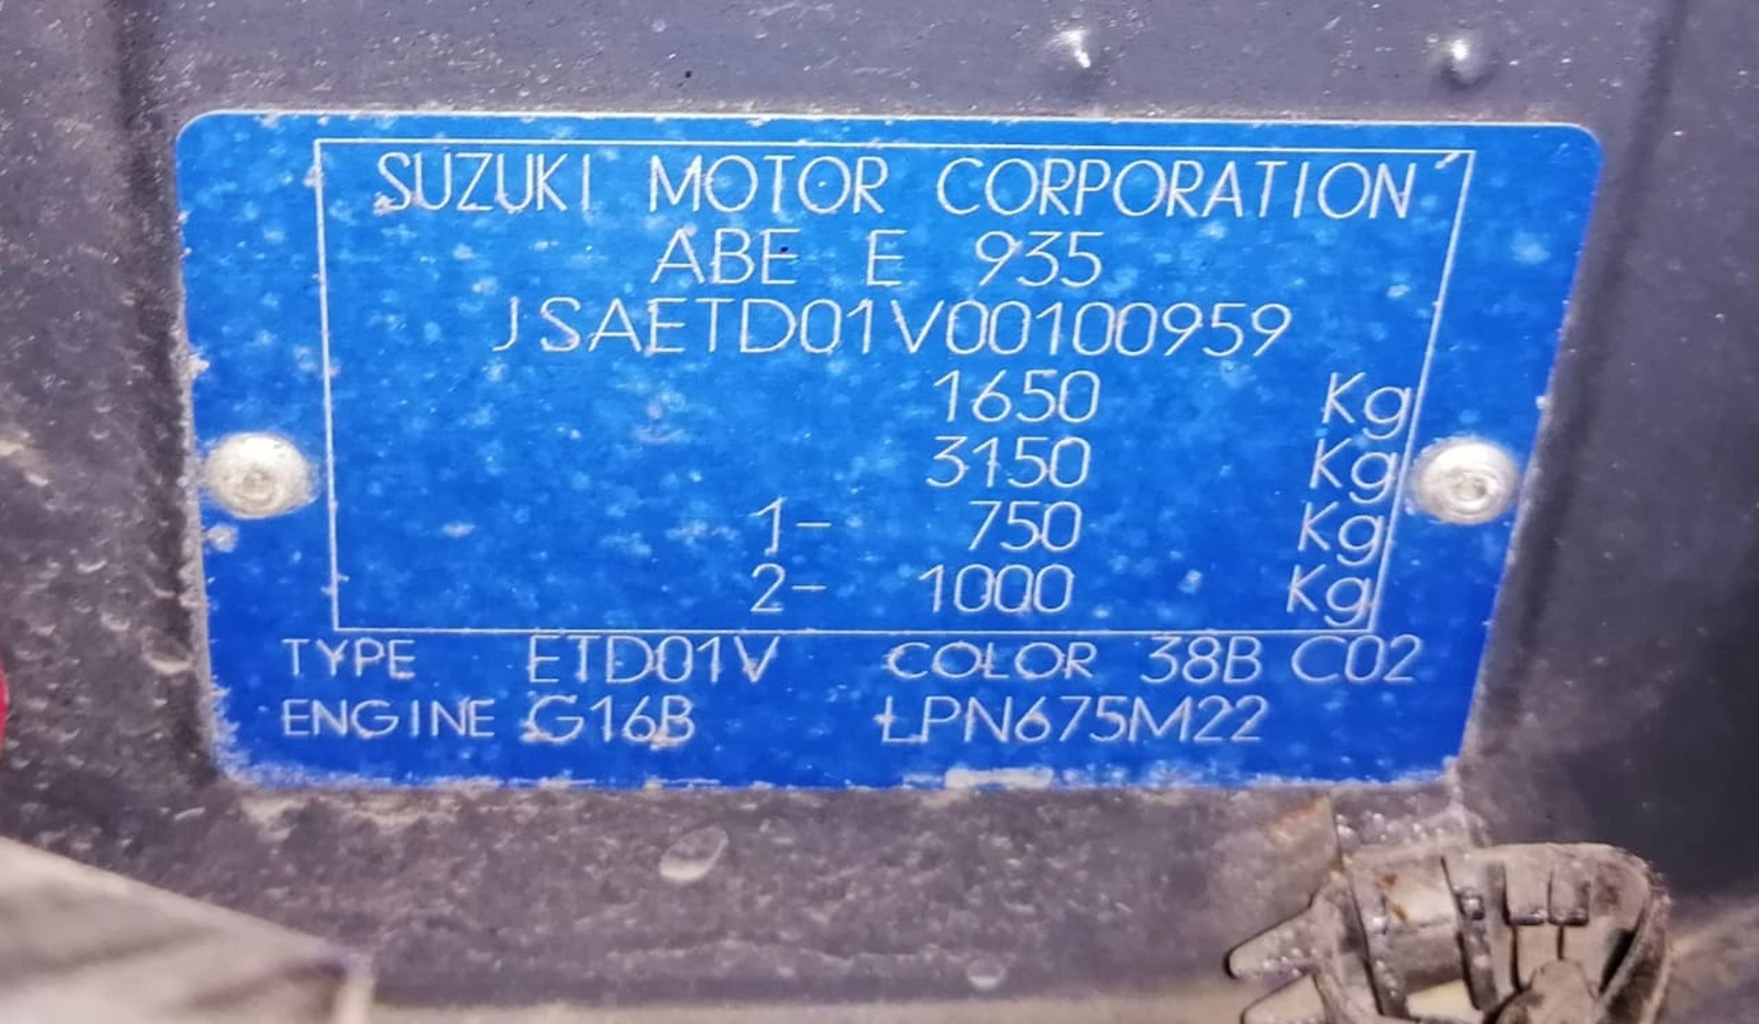 SUZUKI MOTOR CORPORATION
ABE E 935
JSAETD01V00100959
1650 Kg
3150 Kg
1- 750 Kg
2- 1000 Kg
TYPE ETD01V COLOR 38B C02
ENGINE G16B LPN675M22